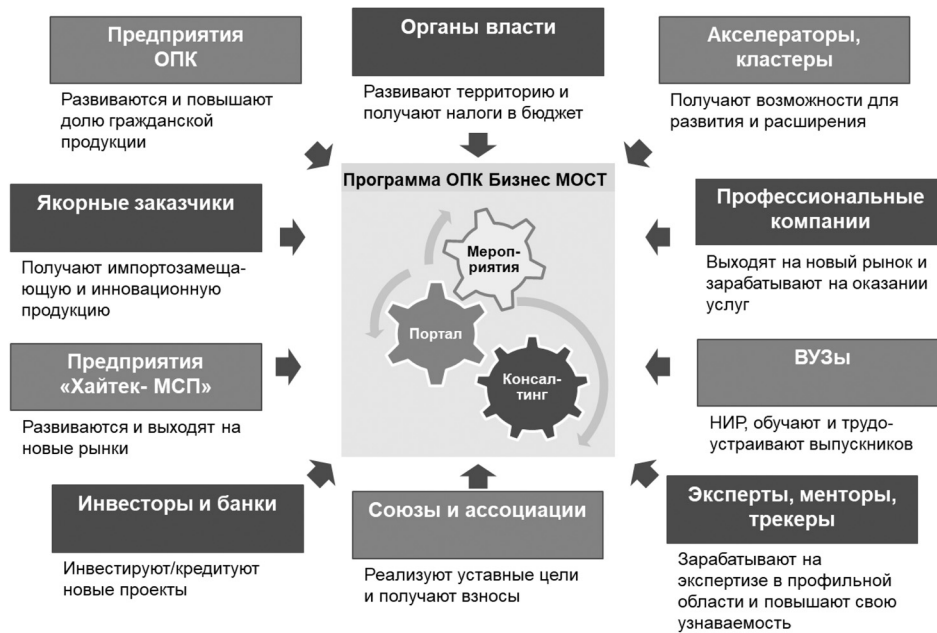 Предприятия
ОПК
Развиваются и повышают
долю гражданской
продукции
Органы власти
Развивают территорию и
получают налоги в бюджет
Акселераторы,
кластеры
Получают возможности для
развития и расширения
Якорные заказчики
Получают импортозамеща-
ающую и инновационную
продукцию
Программа ОПК Бизнес МОСТ
Мероп-
риятия
Портал
Консал-
тинг
Профессиональные
компании
Выходят на новый рынок и
зарабатывают на оказании
услуг
Предприятия
«Хайтек- МСП»
Развиваются и выходят на
новые рынки
ВУЗы
НИР, обучают и трудо-
устраивают выпускников
Инвесторы и банки
Инвестируют/кредитуют
новые проекты
Союзы и ассоциации
Реализуют уставные цели
и получают взносы
Эксперты, менторы,
трекеры
Зарабатывают на
экспертизе в профильной
области и повышают свою
узнаваемость